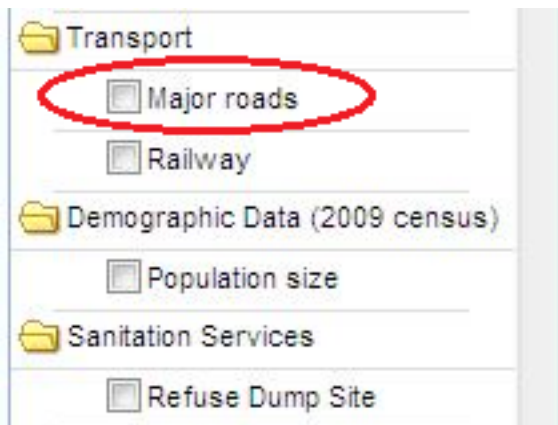 Transport
Major roads
Railway
Demographic Data (2009 census)
Population size
Sanitation Services
Refuse Dump Site